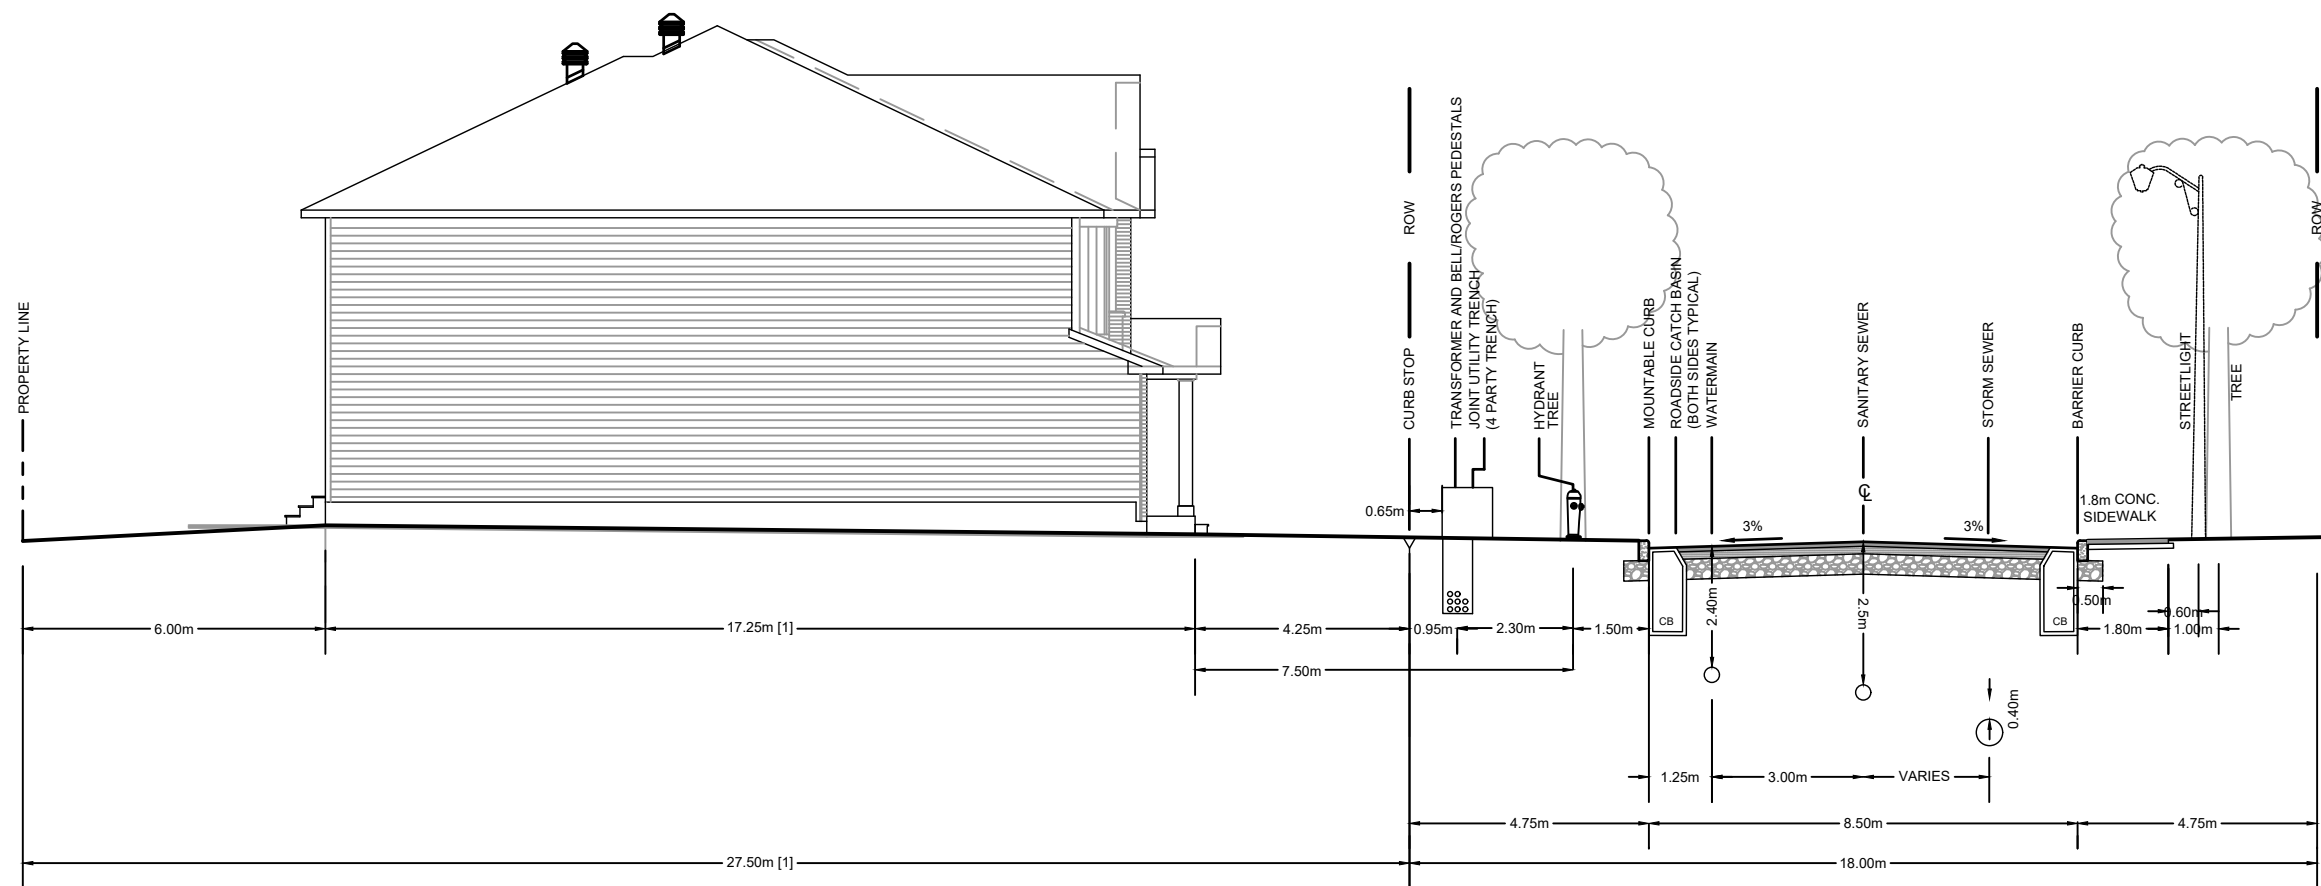 PROPERTY LINE
ROW
CURB STOP
TRANSFORMER AND BELL/ROGERS PEDESTALS
JOINT UTILITY TRENCH
(4 PARTY TRENCH)
HYDRANT
TREE
MOUNTABLE CURB
ROADSIDE CATCH BASIN
(BOTH SIDES TYPICAL)
WATERMAIN
SANITARY SEWER
STORM SEWER
BARRIER CURB
STREETLIGHT
TREE
ROW
℄
1.8m CONC.
SIDEWALK
0.65m
3%
3%
2.40m
2.5m
CB
CB
0.50m
0.60m
6.00m
17.25m [1]
4.25m
0.95m
2.30m
1.50m
1.80m
1.00m
7.50m
0.40m
1.25m
3.00m
VARIES
4.75m
8.50m
4.75m
27.50m [1]
18.00m